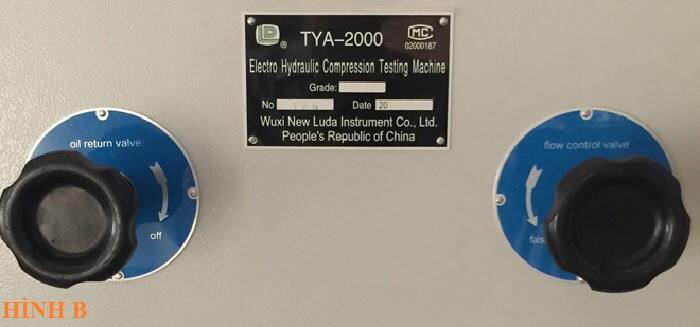 TYA-2000
MC
02000187
Electro Hydraulic Compression Testing Machine
Grade:
No Date 20
Wuxi New Luda Instrument Co., Ltd.
People's Republic of China
oil return valve
off
flow control valve
fas
HÌNH B